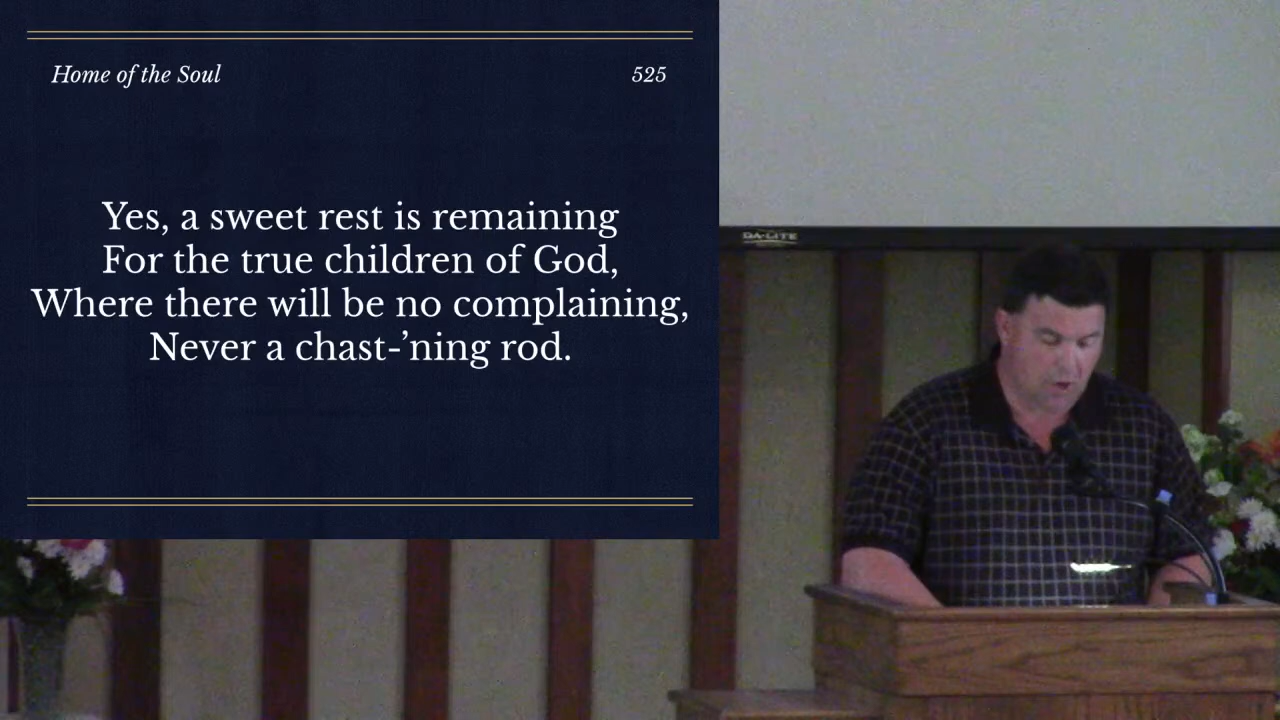 Home of the Soul 525
Yes, a sweet rest is remaining
For the true children of God,
Where there will be no complaining,
Never a chast-’ning rod.
DA-LITE